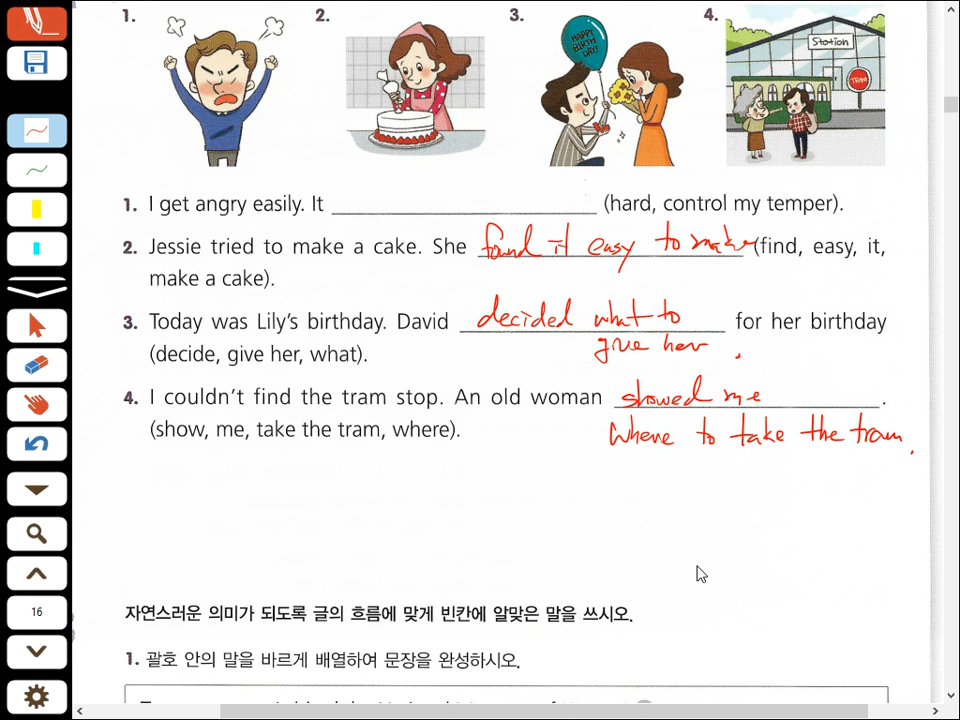 1.
2.
3.
4.
HAPPY
BIRTH
DAY!
Station
TRAM
1. I get angry easily. It ____________ (hard, control my temper).
2. Jessie tried to make a cake. She found it easy to make (find, easy, it,
make a cake).
3. Today was Lily's birthday. David decided what to for her birthday
give her .
(decide, give her, what).
4. I couldn't find the tram stop. An old woman showed me .
where to take the tram.
(show, me, take the tram, where).
16
자연스러운 의미가 되도록 글의 흐름에 맞게 빈칸에 알맞은 말을 쓰시오.
1. 괄호 안의 말을 바르게 배열하여 문장을 완성하시오.